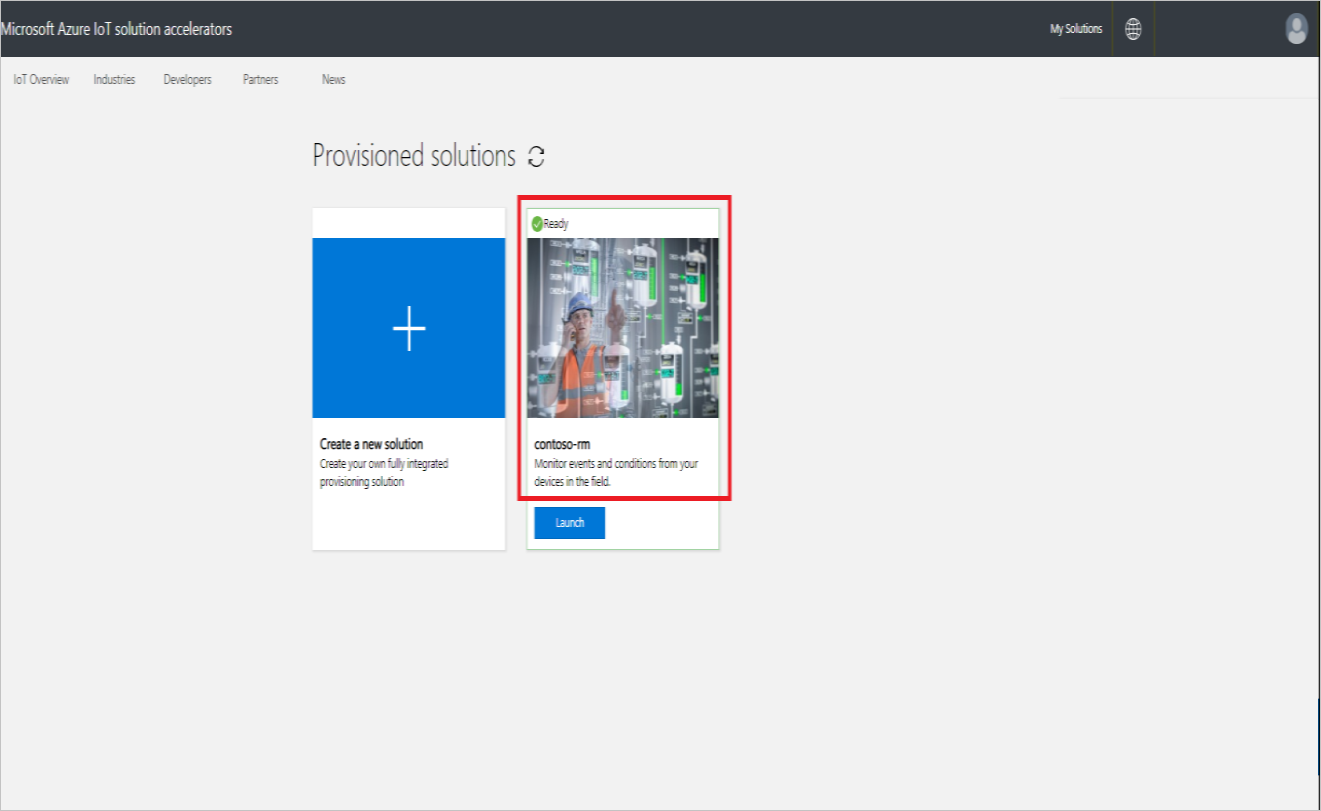 Microsoft Azure IoT solution accelerators
My Solutions
IoT Overview
Industries
Developers
Partners
News
Provisioned solutions
Ready
Create a new solution
Create your own fully integrated
provisioning solution
contoso-rm
Monitor events and conditions from your
devices in the field.
Launch